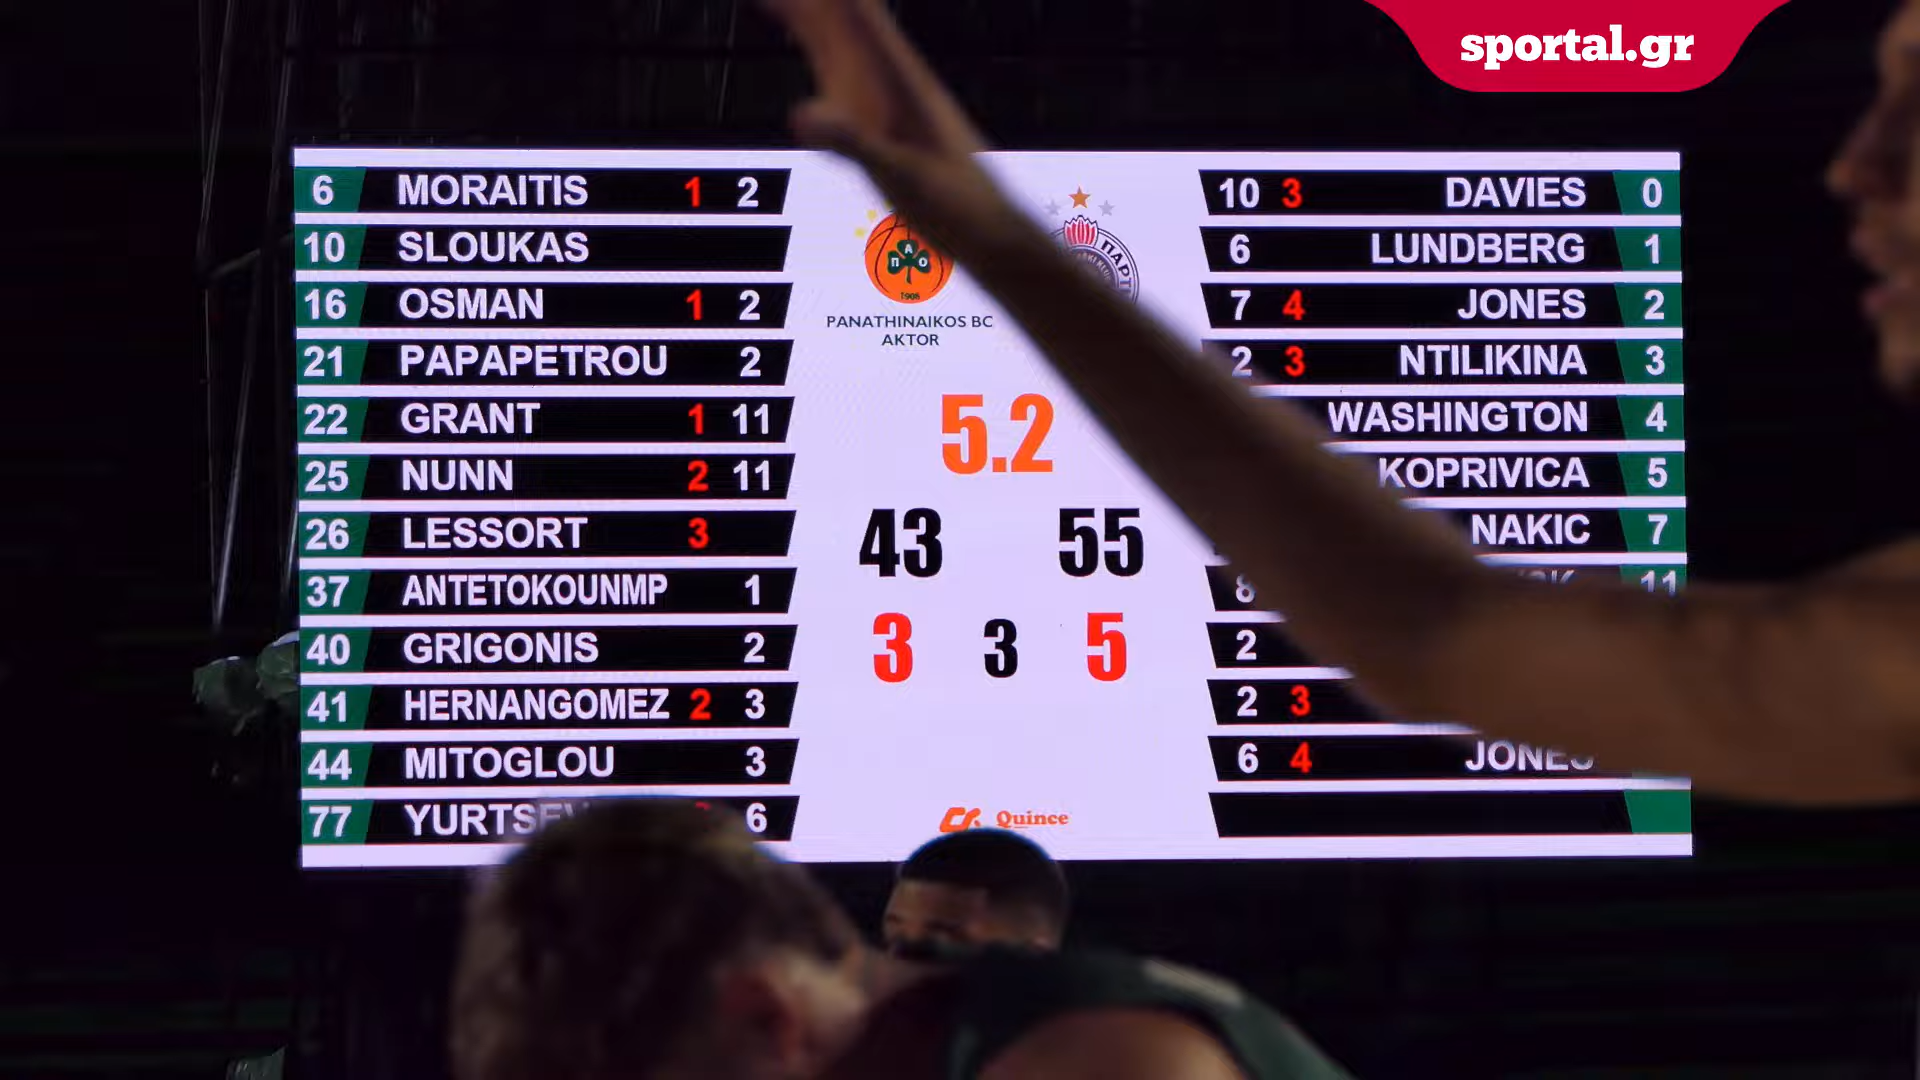 sportal.gr
6 MORAITIS 1 2
10 SLOUKAS
16 OSMAN 1 2
21 PAPAPETROU 2
22 GRANT 1 11
25 NUNN 2 11
26 LESSORT 3
37 ANTETOKOUNMP 1
40 GRIGONIS 2
41 HERNANGOMEZ 2 3
44 MITOGLOU 3
77 6
ΠΑΟ
1908
PANATHINAIKOS BC
AKTOR
5.2
43 55
3 3 5
Quince
10 3 DAVIES 0
6 LUNDBERG 1
7 4 JONES 2
2 3 NTILIKINA 3
WASHINGTON 4
KOPRIVICA 5
NAKIC 7
8 11
2
2 3
6 4 JONES